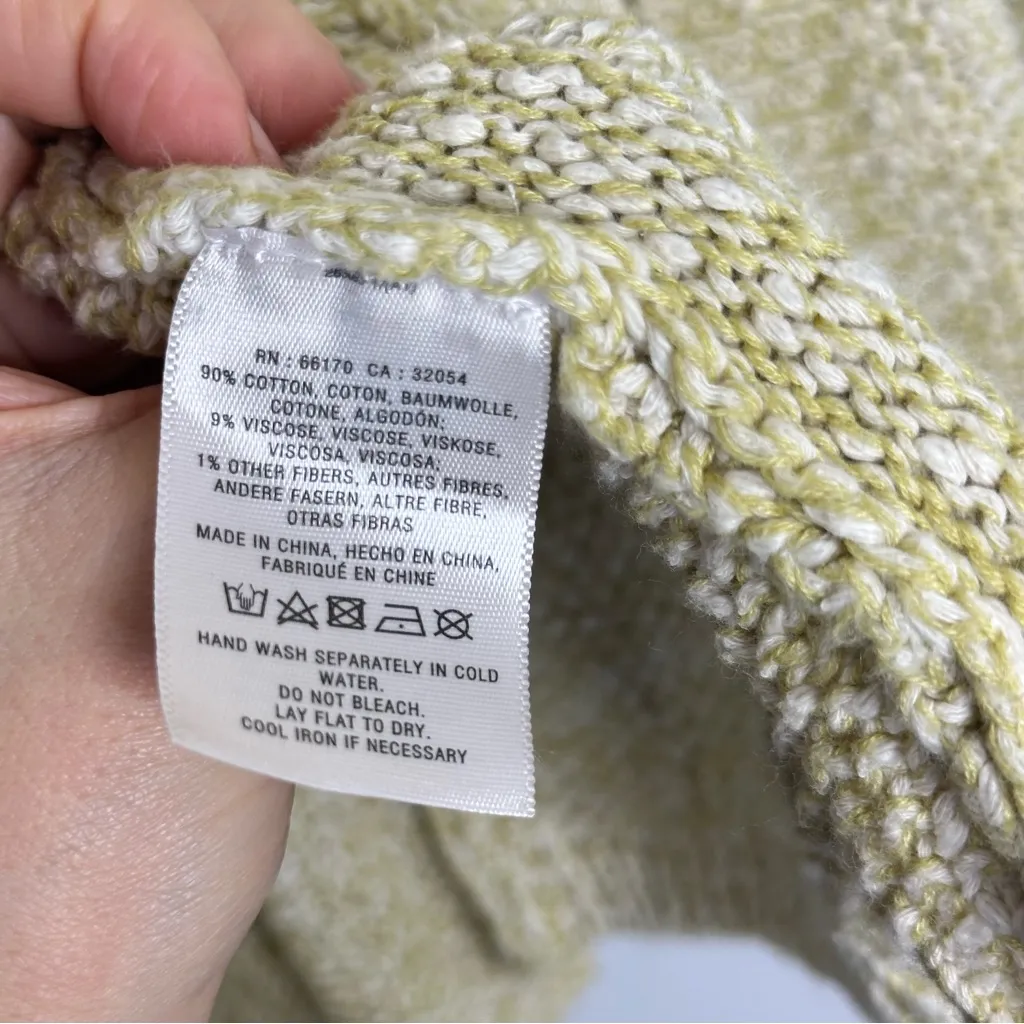 RN : 66170 CA : 32054
90% COTTON, COTON, BAUMWOLLE,
COTONE, ALGODÓN;
9% VISCOSE, VISCOSE, VISKOSE,
VISCOSA, VISCOSA;
1% OTHER FIBERS, AUTRES FIBRES,
ANDERE FASERN, ALTRE FIBRE,
OTRAS FIBRAS
MADE IN CHINA, HECHO EN CHINA,
FABRIQUÉ EN CHINE
HAND WASH SEPARATELY IN COLD
WATER.
DO NOT BLEACH.
LAY FLAT TO DRY.
COOL IRON IF NECESSARY